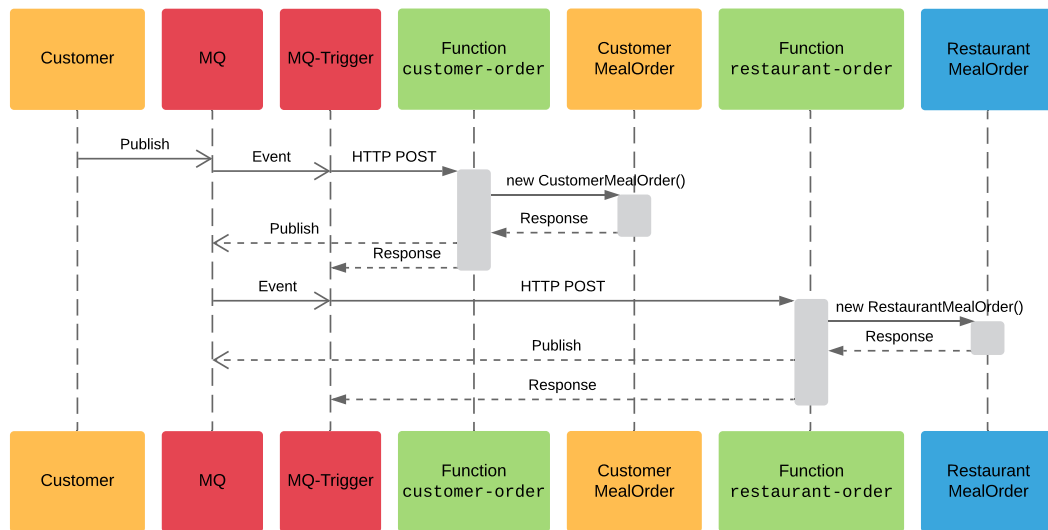 Customer
MQ
MQ-Trigger
Function
customer-order
Customer
MealOrder
Function
restaurant-order
Restaurant
MealOrder
Publish
Event
HTTP POST
new CustomerMealOrder()
Response
Publish
Response
Event
HTTP POST
new RestaurantMealOrder()
Response
Publish
Response
Customer
MQ
MQ-Trigger
Function
customer-order
Customer
MealOrder
Function
restaurant-order
Restaurant
MealOrder